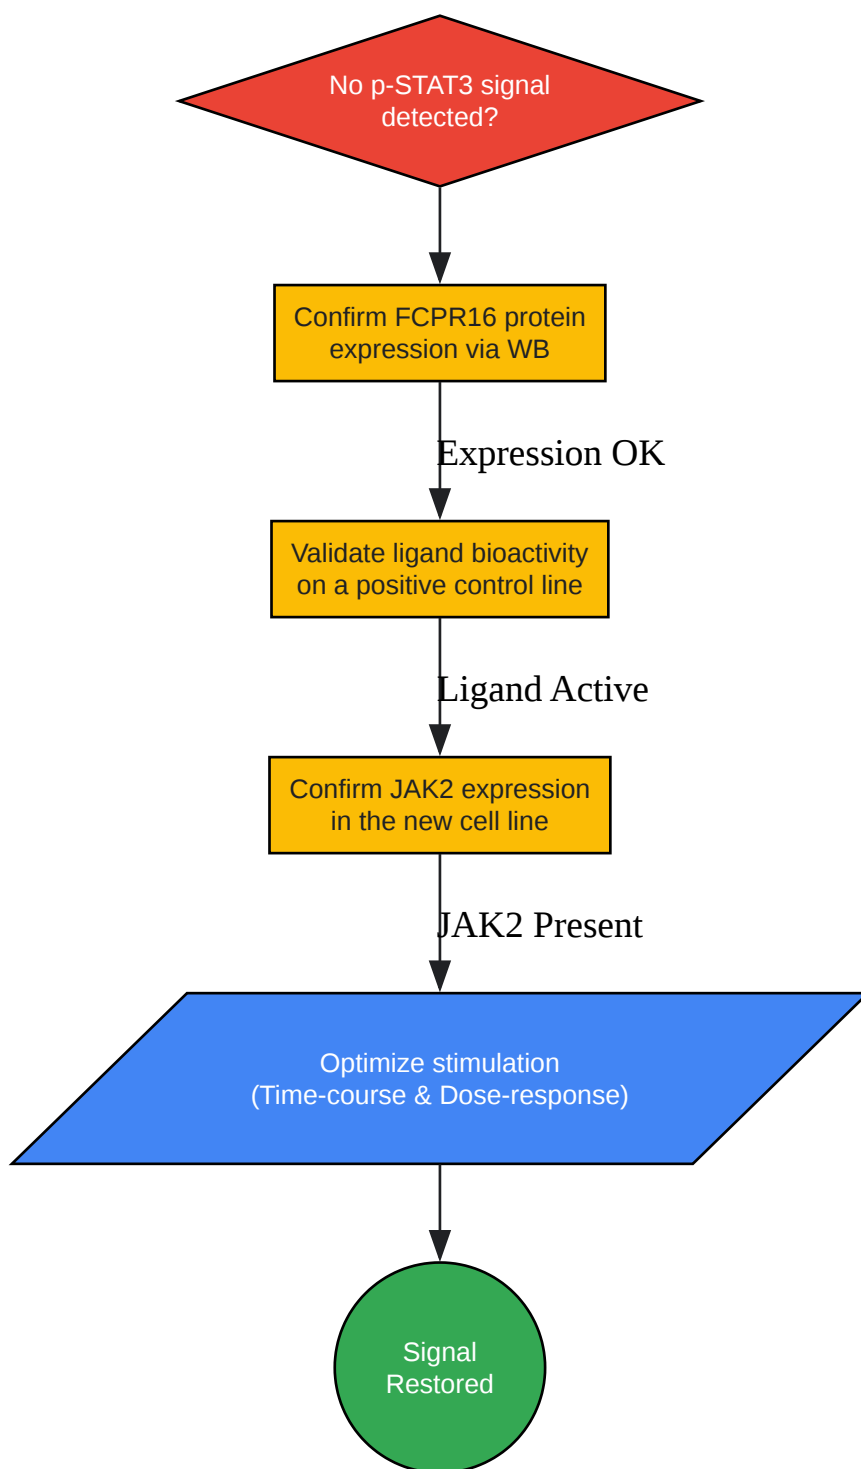 No p-STAT3 signal
detected?
Confirm FCPR16 protein
expression via WB
Expression OK
Validate ligand bioactivity
on a positive control line
Ligand Active
Confirm JAK2 expression
in the new cell line
JAK2 Present
Optimize stimulation
(Time-course & Dose-response)
Signal
Restored